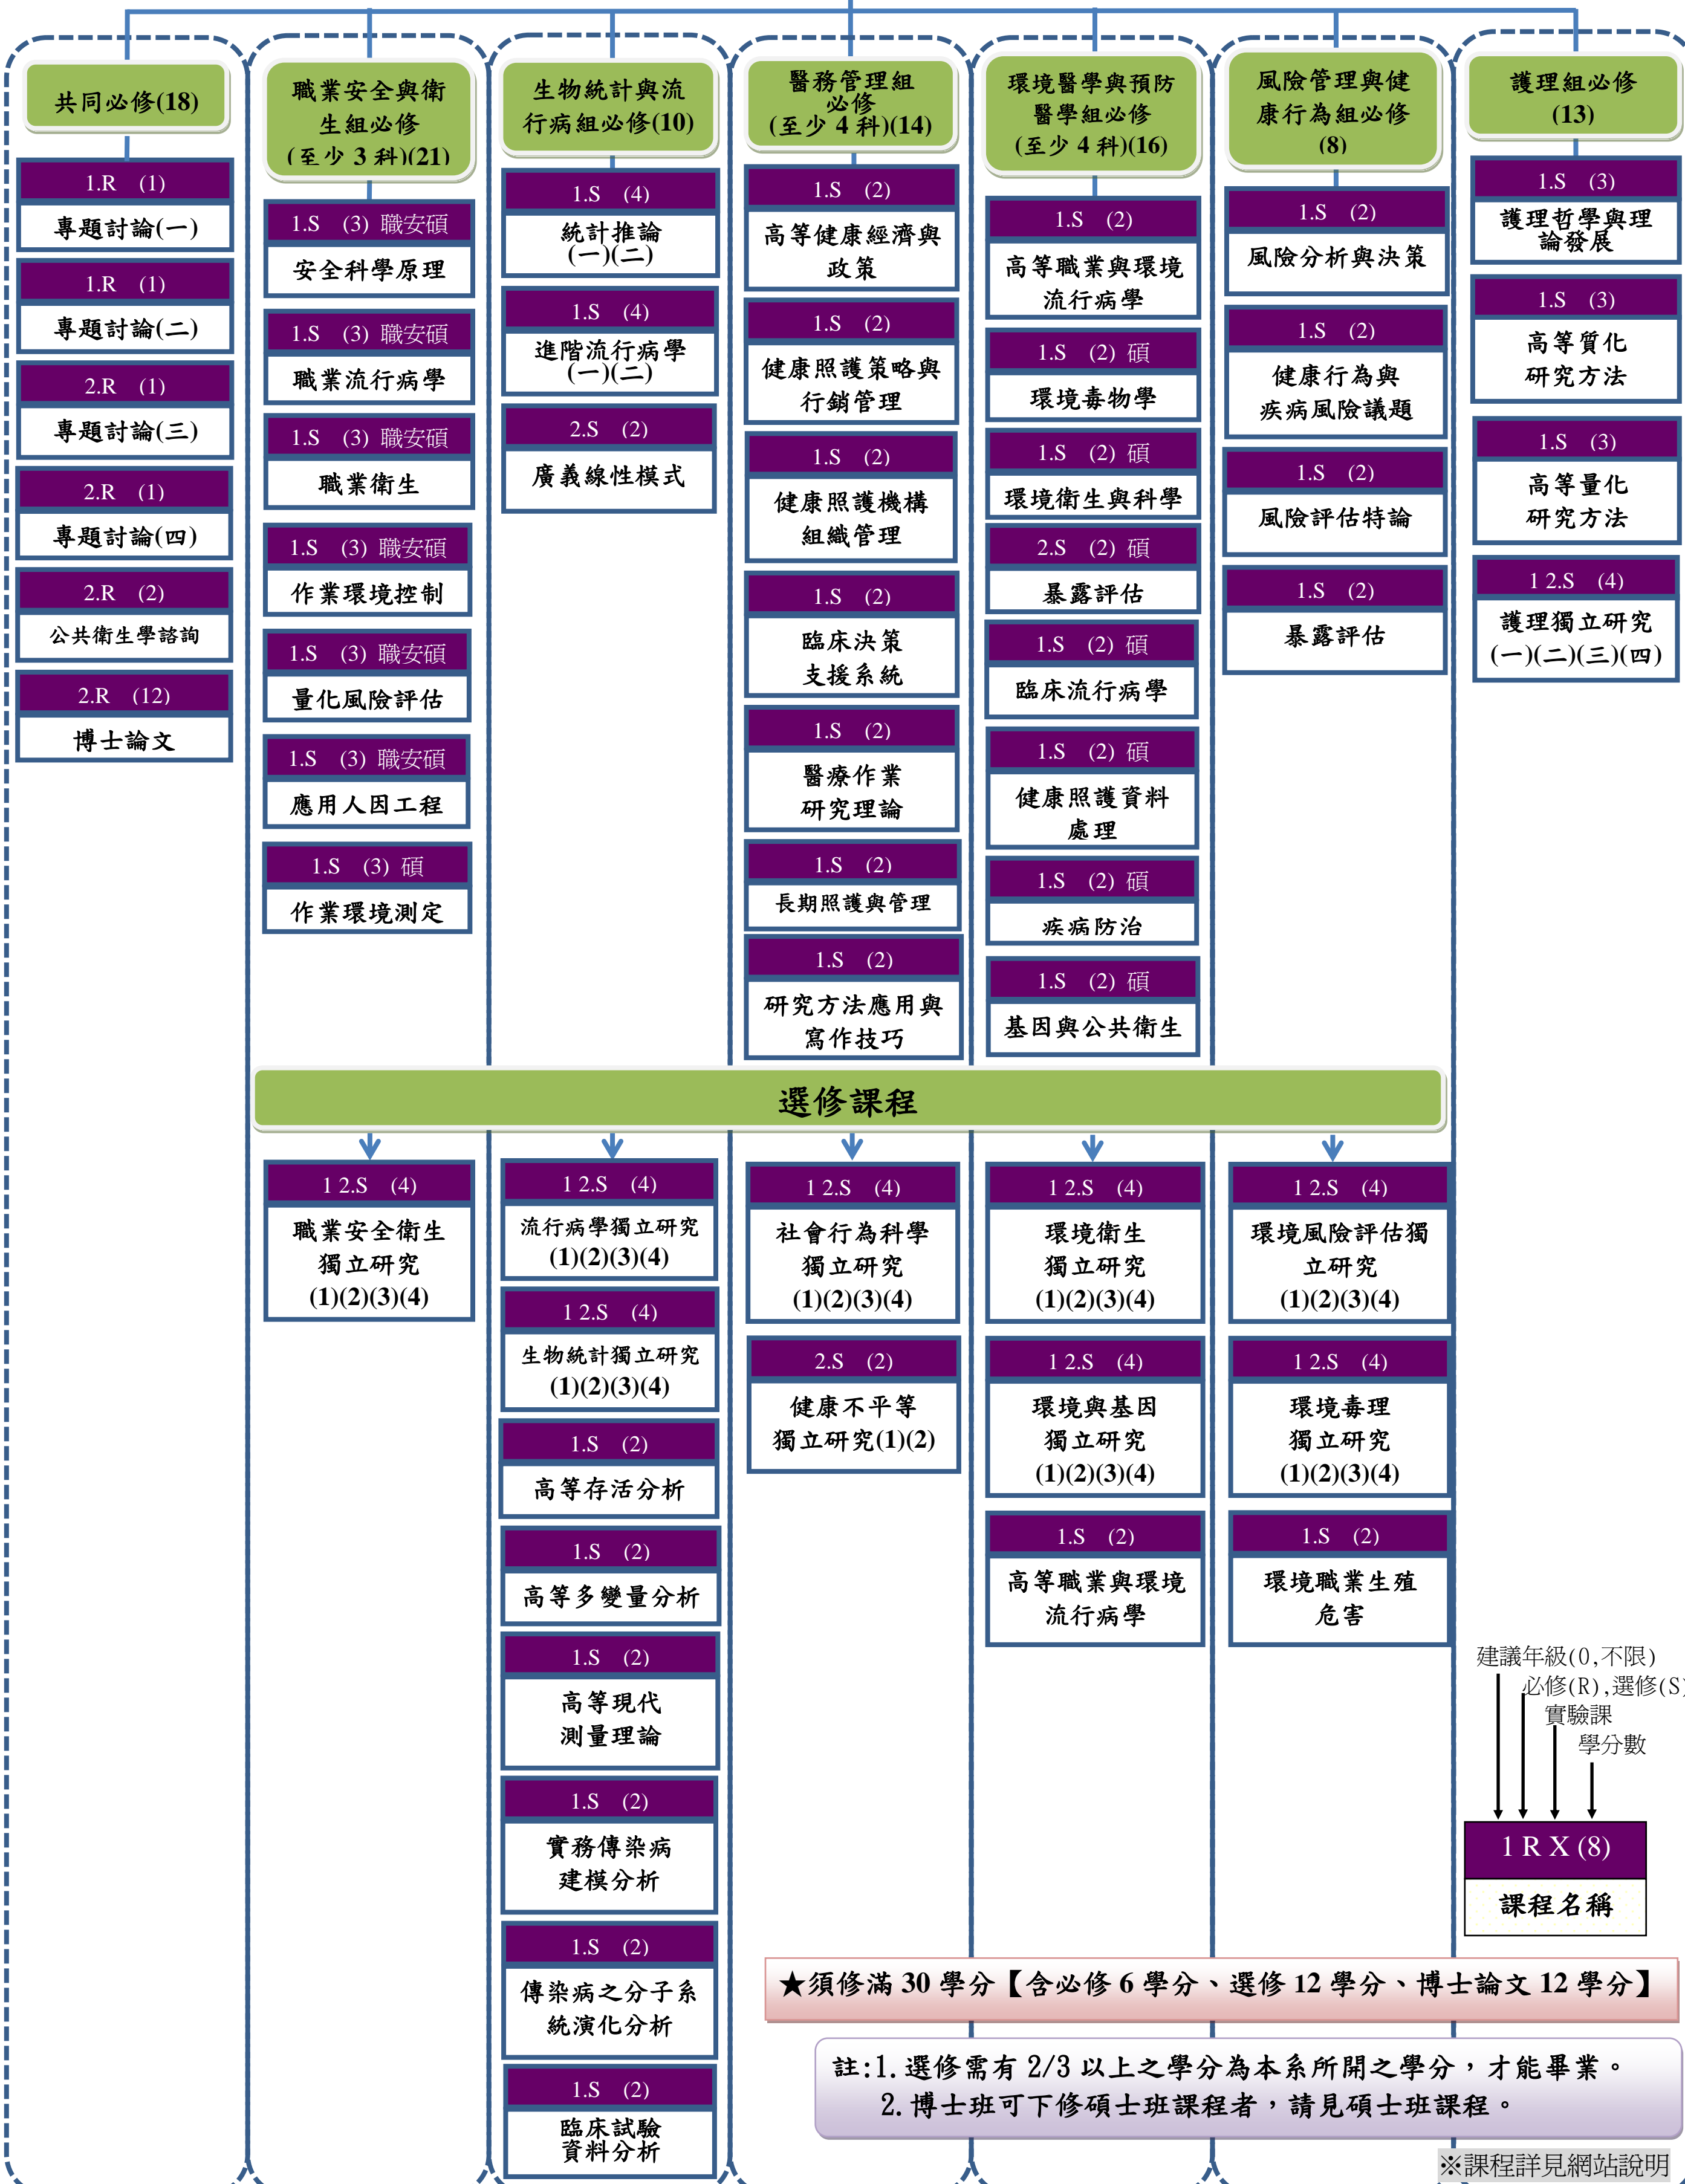 共同必修(18)
1.R (1)
專題討論(一)
1.R (1)
專題討論(二)
2.R (1)
專題討論(三)
2.R (1)
專題討論(四)
2.R (2)
公共衛生學諮詢
2.R (12)
博士論文
職業安全與衛
生組必修
(至少 3 科)(21)
1.S (3) 職安碩
安全科學原理
1.S (3) 職安碩
職業流行病學
1.S (3) 職安碩
職業衛生
1.S (3) 職安碩
作業環境控制
1.S (3) 職安碩
量化風險評估
1.S (3) 職安碩
應用人因工程
1.S (3) 碩
作業環境測定
生物統計與流
行病組必修(10)
1.S (4)
統計推論
(一)(二)
1.S (4)
進階流行病學
(一)(二)
2.S (2)
廣義線性模式
醫務管理組
必修
(至少 4 科)(14)
1.S (2)
高等健康經濟與
政策
1.S (2)
健康照護策略與
行銷管理
1.S (2)
健康照護機構
組織管理
1.S (2)
臨床決策
支援系統
1.S (2)
醫療作業
研究理論
1.S (2)
長期照護與管理
1.S (2)
研究方法應用與
寫作技巧
環境醫學與預防
醫學組必修
(至少 4 科)(16)
1.S (2)
高等職業與環境
流行病學
1.S (2) 碩
環境毒物學
1.S (2) 碩
環境衛生與科學
2.S (2) 碩
暴露評估
1.S (2) 碩
臨床流行病學
1.S (2) 碩
健康照護資料
處理
1.S (2) 碩
疾病防治
1.S (2) 碩
基因與公共衛生
風險管理與健
康行為組必修
(8)
1.S (2)
風險分析與決策
1.S (2)
健康行為與
疾病風險議題
1.S (2)
風險評估特論
1.S (2)
暴露評估
護理組必修
(13)
1.S (3)
護理哲學與理
論發展
1.S (3)
高等質化
研究方法
1.S (3)
高等量化
研究方法
1 2.S (4)
護理獨立研究
(一)(二)(三)(四)
選修課程
1 2.S (4)
職業安全衛生
獨立研究
(1)(2)(3)(4)
1 2.S (4)
流行病學獨立研究
(1)(2)(3)(4)
1 2.S (4)
生物統計獨立研究
(1)(2)(3)(4)
1.S (2)
高等存活分析
1.S (2)
高等多變量分析
1.S (2)
高等現代
測量理論
1.S (2)
實務傳染病
建模分析
1.S (2)
傳染病之分子系
統演化分析
1.S (2)
臨床試驗
資料分析
1 2.S (4)
社會行為科學
獨立研究
(1)(2)(3)(4)
2.S (2)
健康不平等
獨立研究(1)(2)
1 2.S (4)
環境衛生
獨立研究
(1)(2)(3)(4)
1 2.S (4)
環境與基因
獨立研究
(1)(2)(3)(4)
1.S (2)
高等職業與環境
流行病學
1 2.S (4)
環境風險評估獨
立研究
(1)(2)(3)(4)
1 2.S (4)
環境毒理
獨立研究
(1)(2)(3)(4)
1.S (2)
環境職業生殖
危害
建議年級(0,不限)
必修(R),選修(S)
實驗課
學分數
1 R X (8)
課程名稱
★須修滿 30 學分【含必修 6 學分、選修 12 學分、博士論文 12 學分】
註:1.選修需有 2/3 以上之學分為本系所開之學分，才能畢業。
2.博士班可下修碩士班課程者，請見碩士班課程。
※課程詳見網站說明